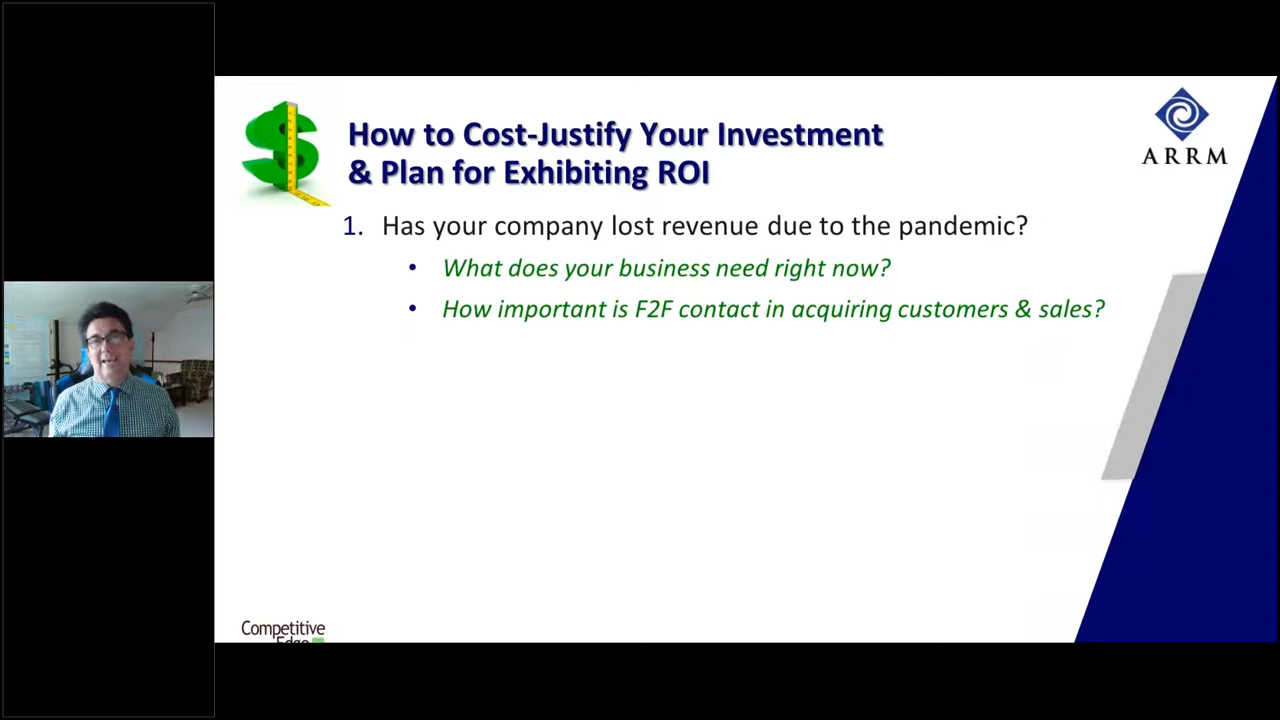 How to Cost-Justify Your Investment
& Plan for Exhibiting ROI
ARRM
1. Has your company lost revenue due to the pandemic?
• What does your business need right now?
• How important is F2F contact in acquiring customers & sales?
Competitive
Edge